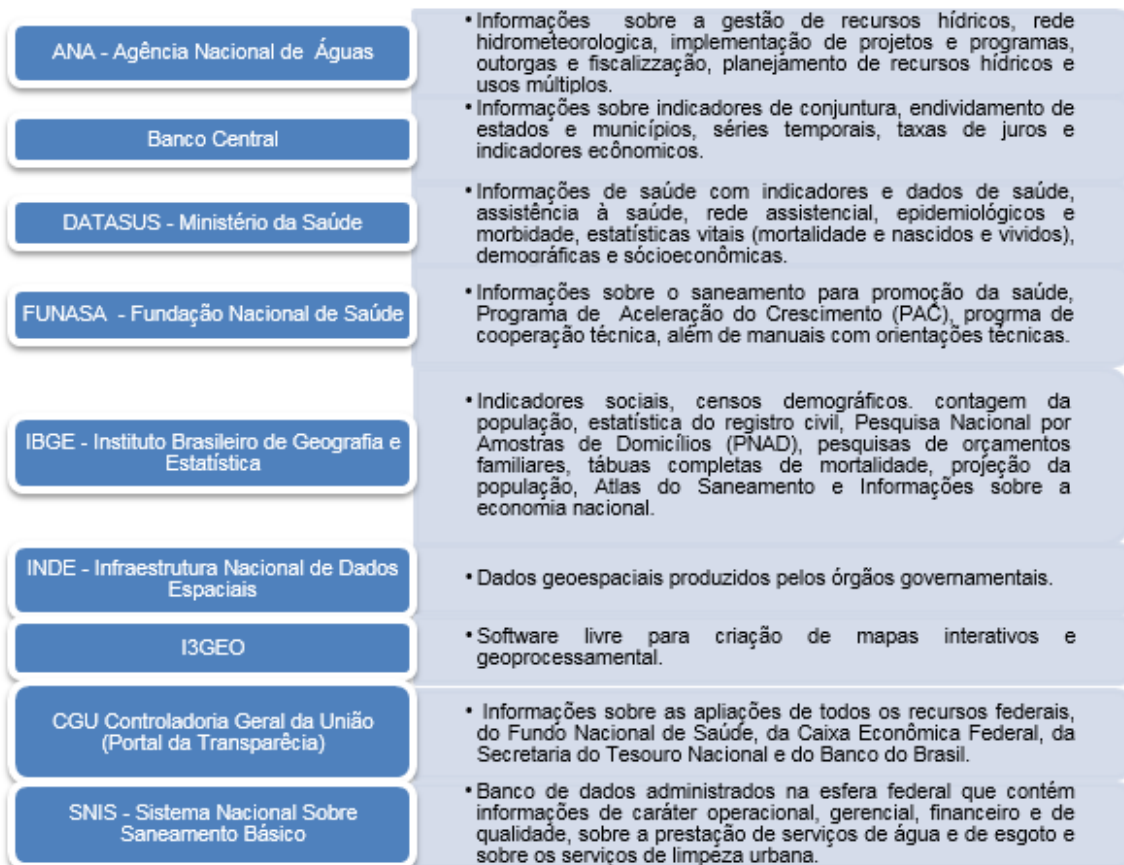 ANA - Agência Nacional de Águas
• Informações sobre a gestão de recursos hídricos, rede
hidrometeorologica, implementação de projetos e programas,
outorgas e fiscalizzação, planejamento de recursos hídricos e
usos múltiplos.
Banco Central
• Informações sobre indicadores de conjuntura, endividamento de
estados e municípios, séries temporais, taxas de juros e
indicadores ecônomicos.
DATASUS - Ministério da Saúde
• Informações de saúde com indicadores e dados de saúde,
assistência à saúde, rede assistencial, epidemiológicos e
morbidade, estatísticas vitais (mortalidade e nascidos e vividos),
demográficas e sócioeconômicas.
FUNASA - Fundação Nacional de Saúde
• Informações sobre o saneamento para promoção da saúde,
Programa de Aceleração do Crescimento (PAC), progrma de
cooperação técnica, além de manuais com orientações técnicas.
IBGE - Instituto Brasileiro de Geografia e
Estatística
• Indicadores sociais, censos demográficos. contagem da
população, estatística do registro civil, Pesquisa Nacional por
Amostras de Domicílios (PNAD), pesquisas de orçamentos
familiares, tábuas completas de mortalidade, projeção da
população, Atlas do Saneamento e Informações sobre a
economia nacional.
INDE - Infraestrutura Nacional de Dados
Espaciais
• Dados geoespaciais produzidos pelos órgãos governamentais.
I3GEO
• Software livre para criação de mapas interativos e
geoprocessamental.
CGU Controladoria Geral da União
(Portal da Transparêcia)
• Informações sobre as apliações de todos os recursos federais,
do Fundo Nacional de Saúde, da Caixa Econômica Federal, da
Secretaria do Tesouro Nacional e do Banco do Brasil.
SNIS - Sistema Nacional Sobre
Saneamento Básico
• Banco de dados administrados na esfera federal que contém
informações de caráter operacional, gerencial, financeiro e de
qualidade, sobre a prestação de serviços de água e de esgoto e
sobre os serviços de limpeza urbana.